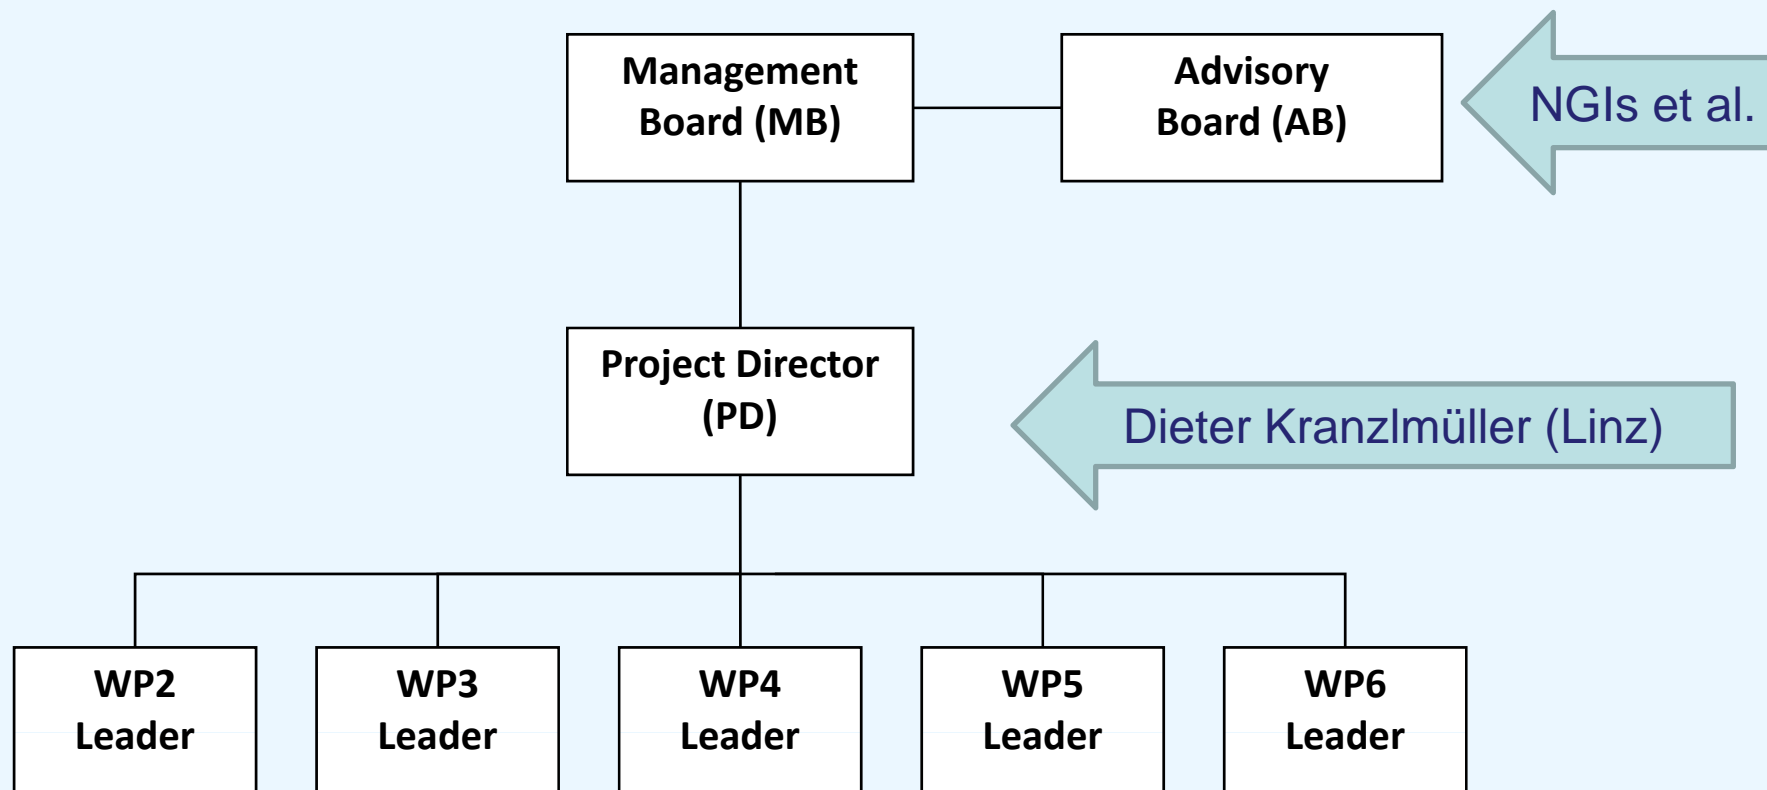 Management
Board (MB)
Advisory
Board (AB)
NGIs et al.
Project Director
(PD)
Dieter Kranzlmüller (Linz)
WP2
Leader
WP3
Leader
WP4
Leader
WP5
Leader
WP6
Leader